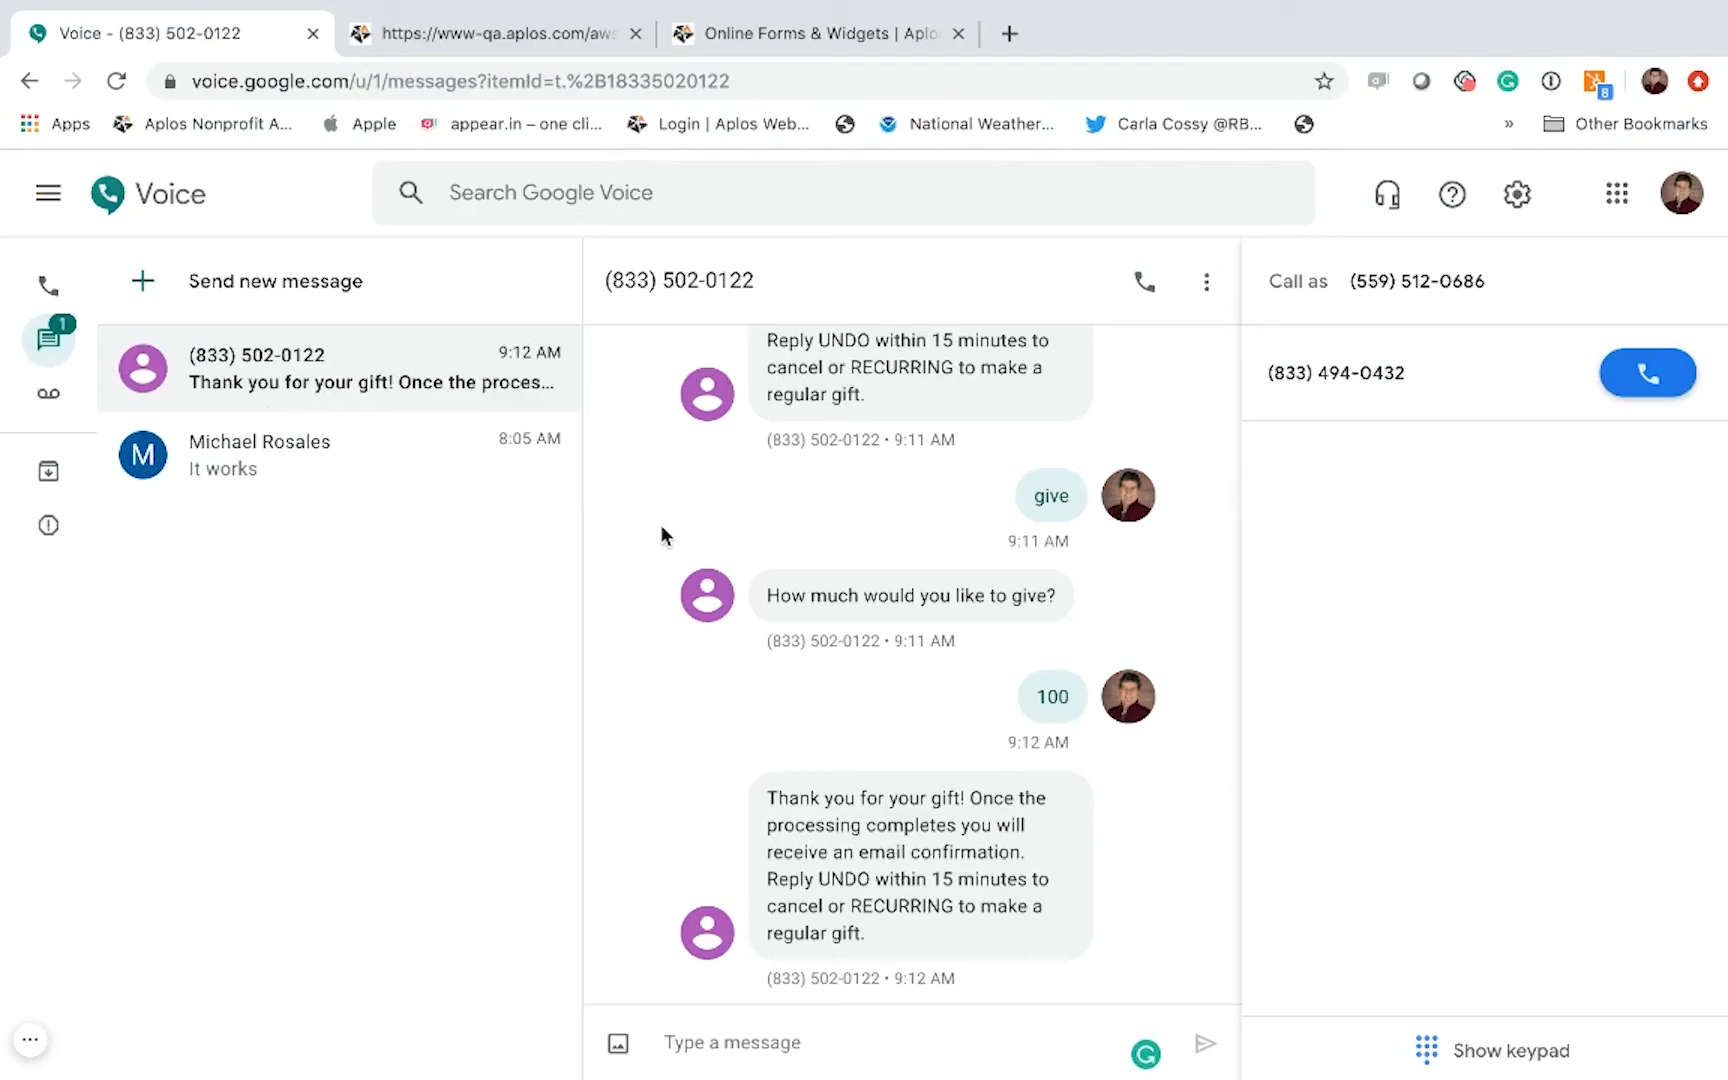 Voice - (833) 502-0122
https://www-qa.aplos.com/aws
Online Forms & Widgets | Aplo
voice.google.com/u/1/messages?itemId=t.%2B18335020122
8
Apps
Aplos Nonprofit A...
Apple
appear.in – one cli...
Login | Aplos Web...
National Weather...
Carla Cossy @RB...
»
Other Bookmarks
Voice
Search Google Voice
Send new message
(833) 502-0122
Call as (559) 512-0686
1
(833) 502-0122
9:12 AM
Thank you for your gift! Once the proces...
M
Michael Rosales
8:05 AM
It works
Reply UNDO within 15 minutes to
cancel or RECURRING to make a
regular gift.
(833) 502-0122 • 9:11 AM
give
9:11 AM
How much would you like to give?
(833) 502-0122 • 9:11 AM
100
9:12 AM
Thank you for your gift! Once the
processing completes you will
receive an email confirmation.
Reply UNDO within 15 minutes to
cancel or RECURRING to make a
regular gift.
(833) 502-0122 • 9:12 AM
Type a message
(833) 494-0432
Show keypad